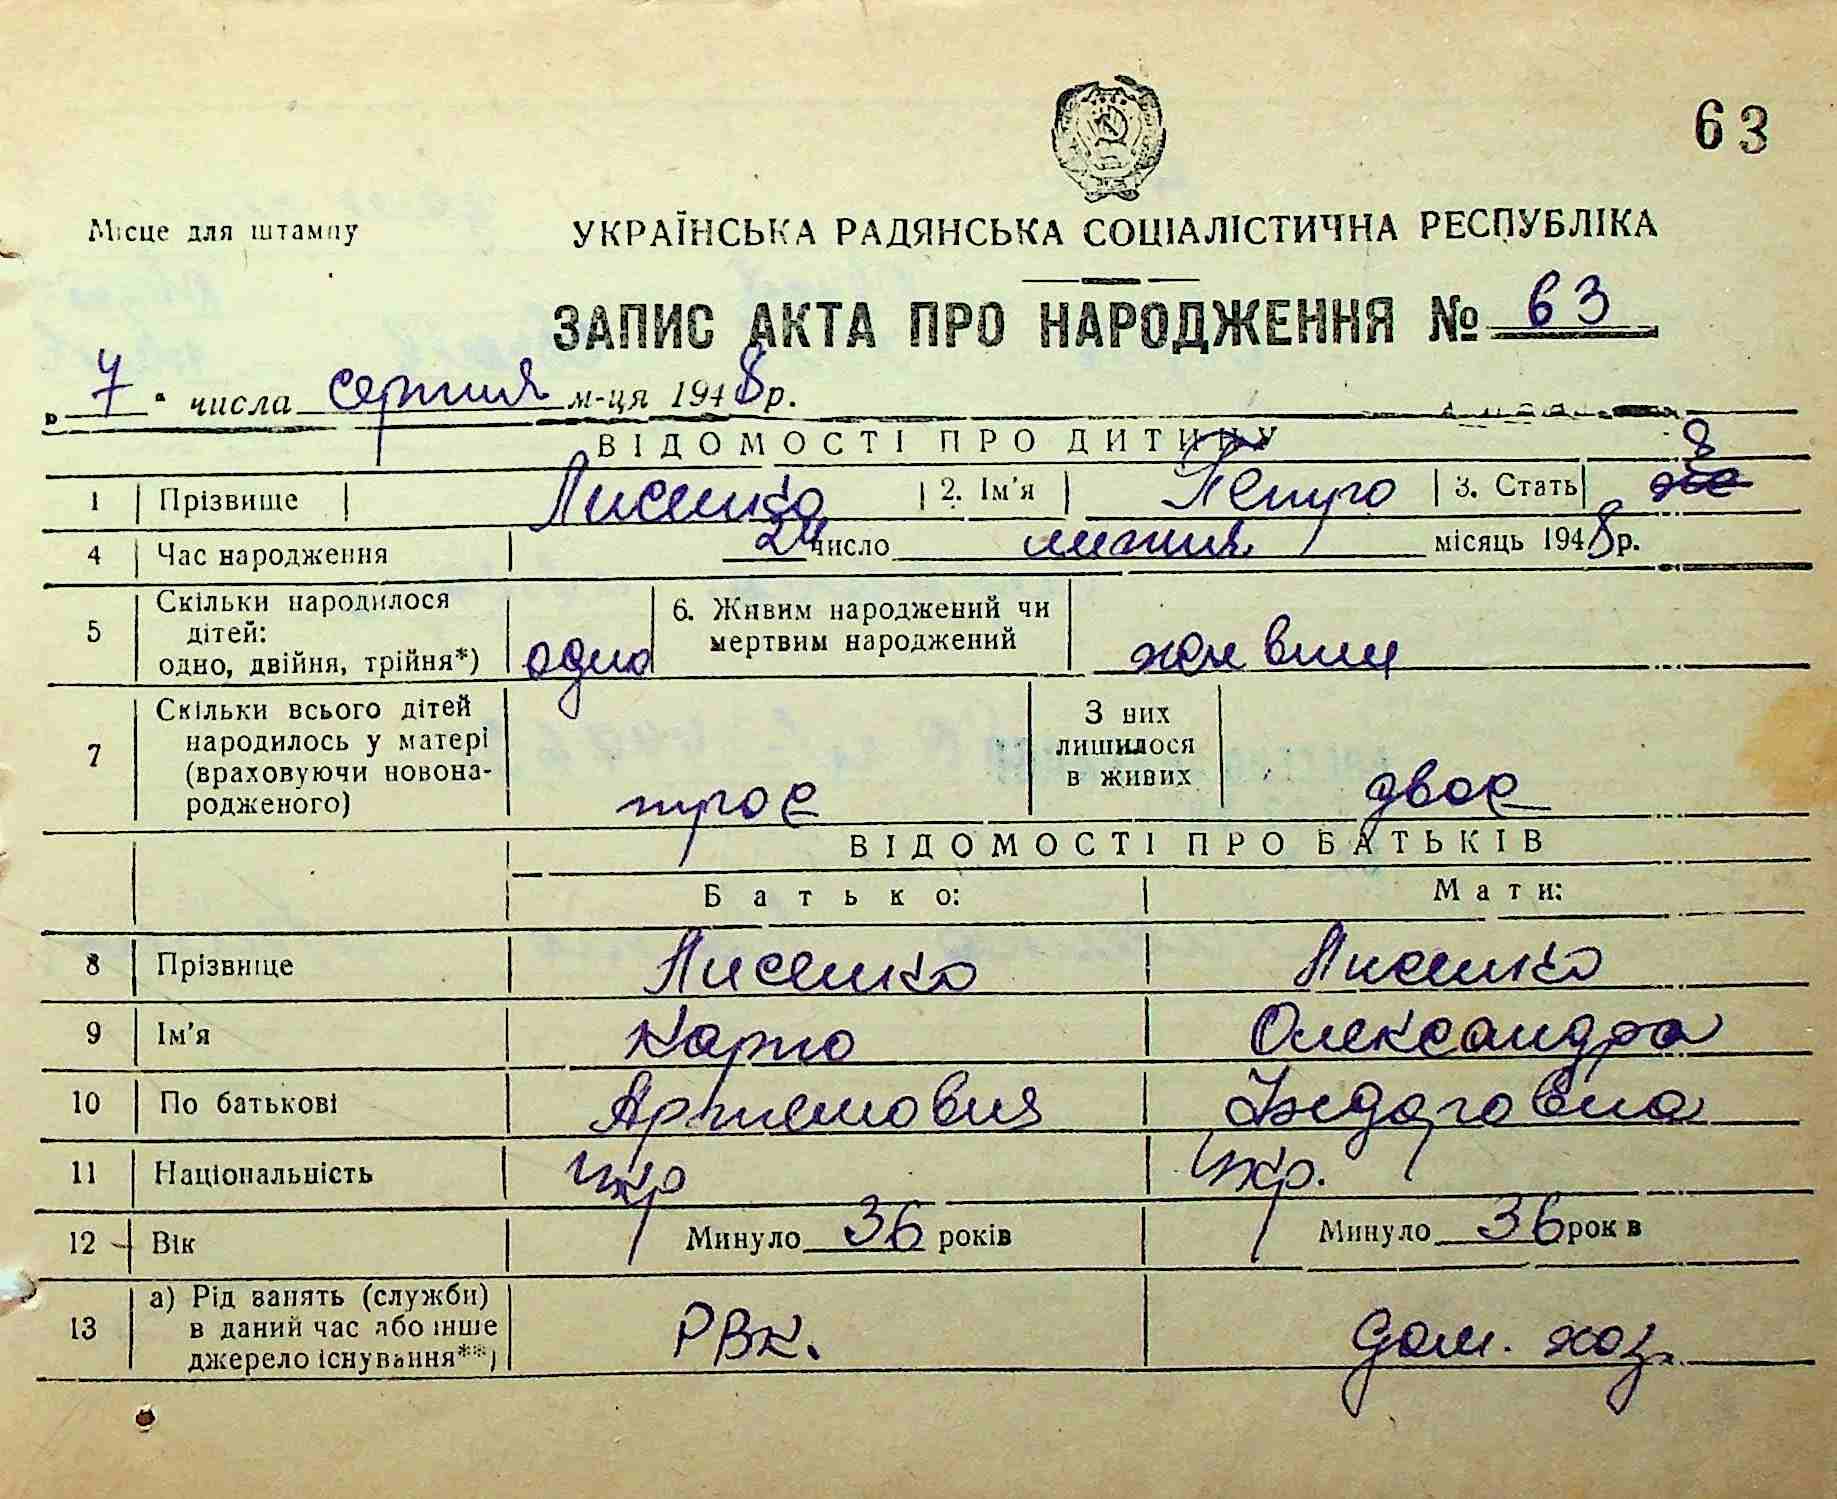 63
Місце для штампу
УКРАЇНСЬКА РАДЯНСЬКА СОЦІАЛІСТИЧНА РЕСПУБЛІКА
ЗАПИС АКТА ПРО НАРОДЖЕННЯ № 63
„7“ числа серпня м-ця 1948 р.
ВІДОМОСТІ ПРО ДИТИНУ
1 Прізвище Лисенко 2. Ім'я Петро 3. Стать
4 Час народження 24 число липня місяць 1948 р.
5 Скільки народилося дітей: одно, двійня, трійня*) одно 6. Живим народжений чи мертвим народжений живим
7 Скільки всього дітей народилось у матері (враховуючи новона-родженого) троє З них лишилося в живих двоє
ВІДОМОСТІ ПРО БАТЬКІВ
Батько: Мати:
8 Прізвище Лисенко Лисенко
9 Ім'я Карпо Олександра
10 По батькові Артемович
11 Національність Укр Укр.
12 Вік Минуло 36 років Минуло 36 рок в
13 а) Рід занять (служби) в даний час або інше джерело існування**) РВК. дом. хоз.